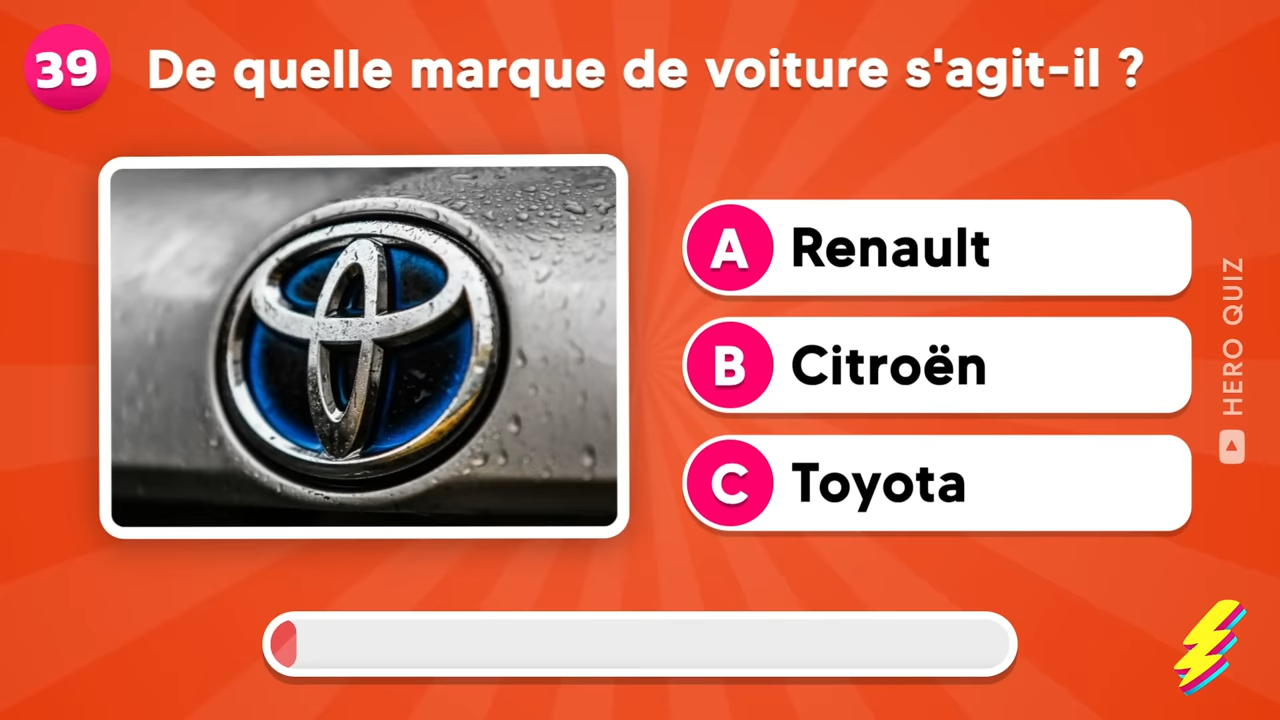 39
De quelle marque de voiture s'agit-il ?
A Renault
B Citroën
C Toyota
HERO QUIZ